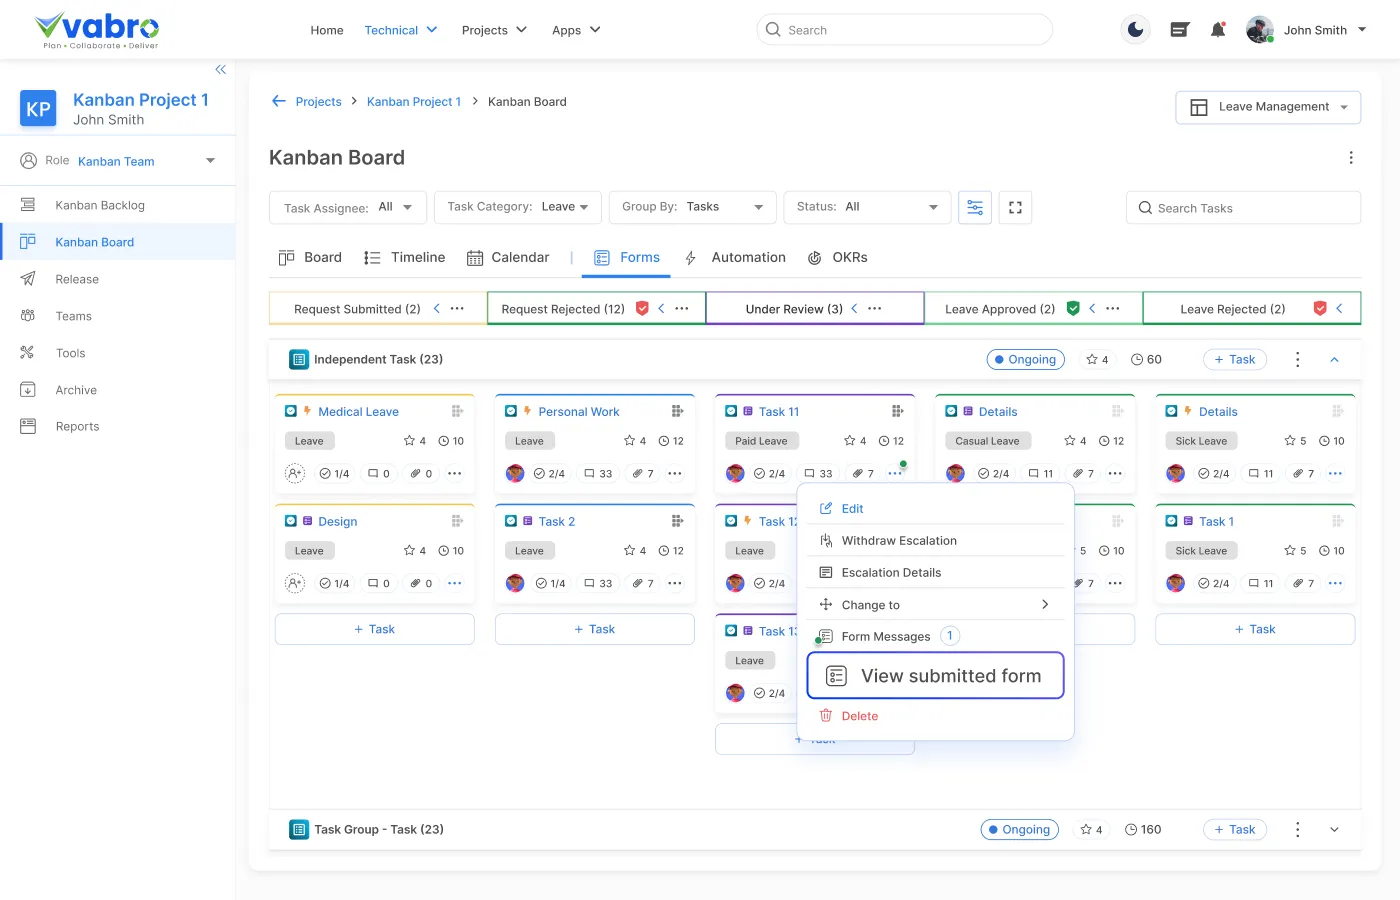 vabro
Plan • Collaborate • Deliver
Home
Technical
Projects
Apps
Search
John Smith
KP
Kanban Project 1
John Smith
Role Kanban Team
Kanban Backlog
Kanban Board
Release
Teams
Tools
Archive
Reports
Projects > Kanban Project 1 > Kanban Board
Leave Management
Kanban Board
Task Assignee: All
Task Category: Leave
Group By: Tasks
Status: All
Search Tasks
Board
Timeline
Calendar
Forms
Automation
OKRs
Request Submitted (2)
Request Rejected (12)
Under Review (3)
Leave Approved (2)
Leave Rejected (2)
Independent Task (23)
Ongoing
4
60
+ Task
Medical Leave
Leave
4 10
1/4 0 0
Personal Work
Leave
4 12
2/4 33 7
Task 11
Paid Leave
4 12
2/4 33 7
Details
Casual Leave
4 12
2/4 11 7
Details
Sick Leave
5 10
2/4 11 7
Design
Leave
4 10
1/4 0 0
Task 2
Leave
4 12
1/4 33 7
Task 12
Leave
2/4
5 10
7
Task 1
Sick Leave
5 10
2/4 11 7
+ Task
+ Task
Task 13
Leave
2/4
+ Task
+ Task
Edit
Withdraw Escalation
Escalation Details
Change to
Form Messages 1
View submitted form
Delete
Task Group - Task (23)
Ongoing
4
160
+ Task